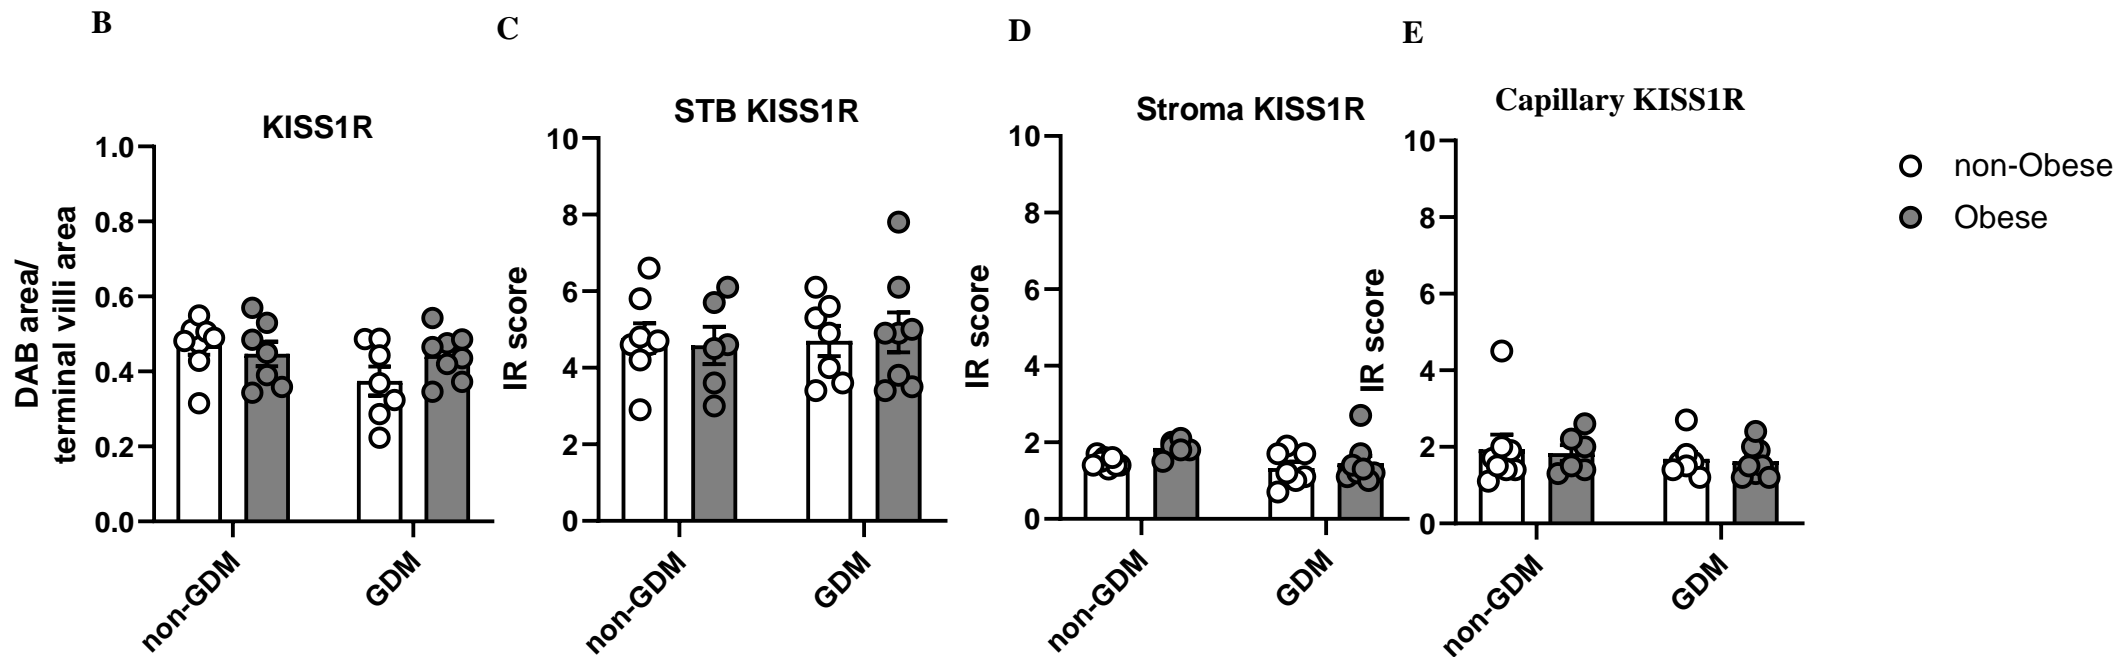 B
KISS1R
DAB area/
terminal villi area
1.0
0.8
0.6
0.4
0.2
0.0
non-GDM
GDM
C
STB KISS1R
IR score
10
8
6
4
2
0
non-GDM
GDM
D
Stroma KISS1R
IR score
10
8
6
4
2
0
non-GDM
GDM
E
Capillary KISS1R
IR score
10
8
6
4
2
0
non-GDM
GDM
non-Obese
Obese